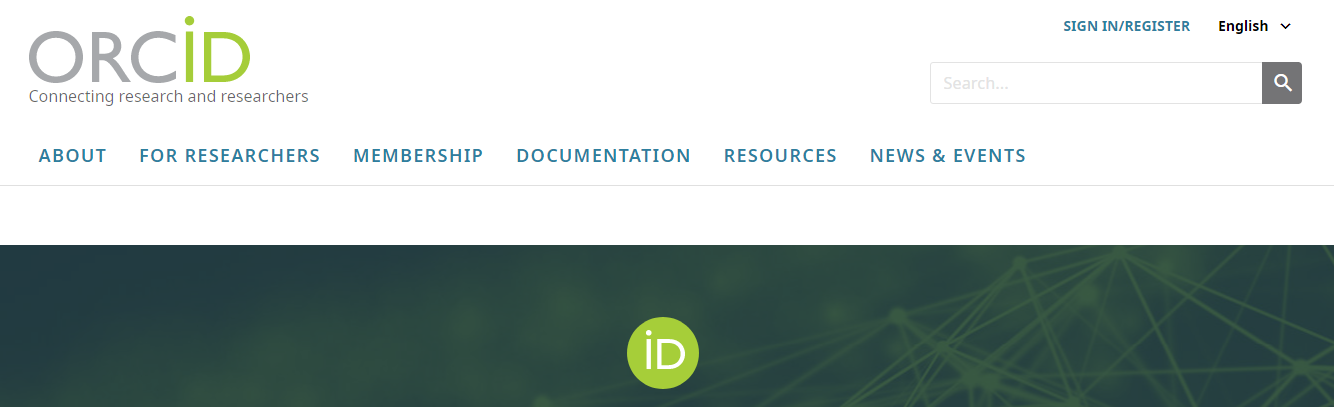 ORCiD
Connecting research and researchers
SIGN IN/REGISTER English
Search...
ABOUT FOR RESEARCHERS MEMBERSHIP DOCUMENTATION RESOURCES NEWS & EVENTS
iD